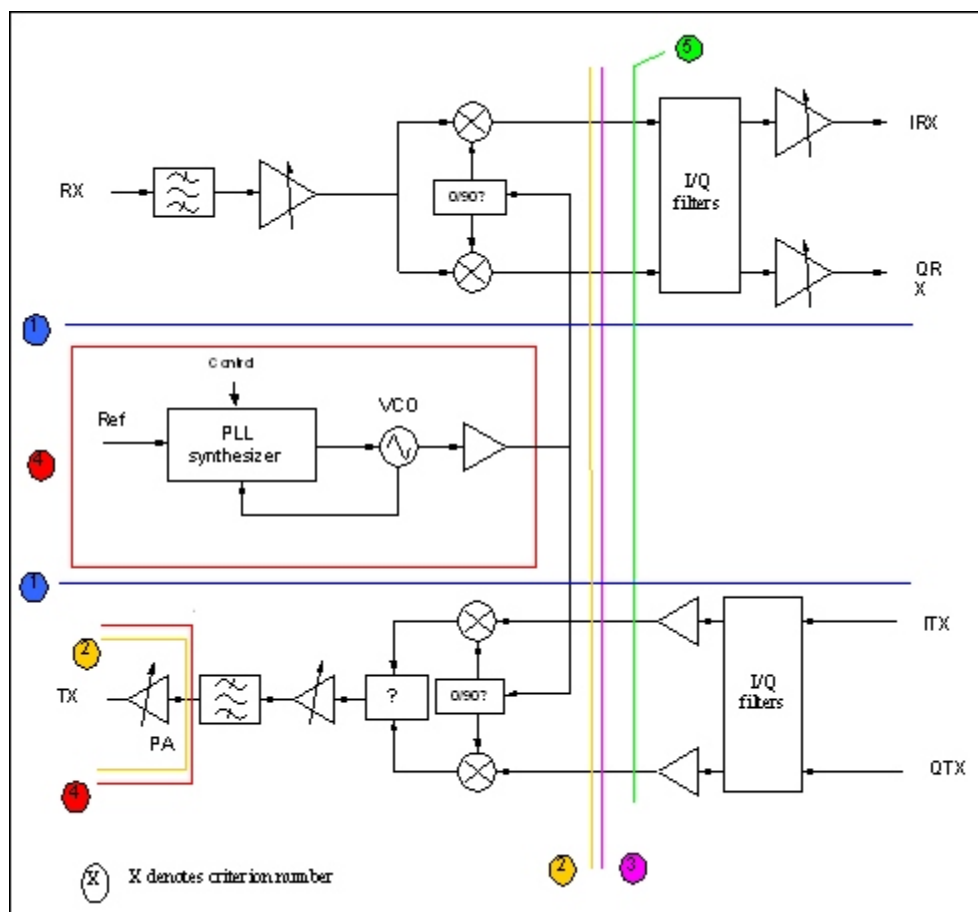 5
IRX
RX
0/90?
I/Q
filters
QR
X
1
Control
Ref
PLL
synthesizer
VCO
4
1
2
ITX
TX
PA
?
0/90?
I/Q
filters
QTX
4
2
3
X
X denotes criterion number